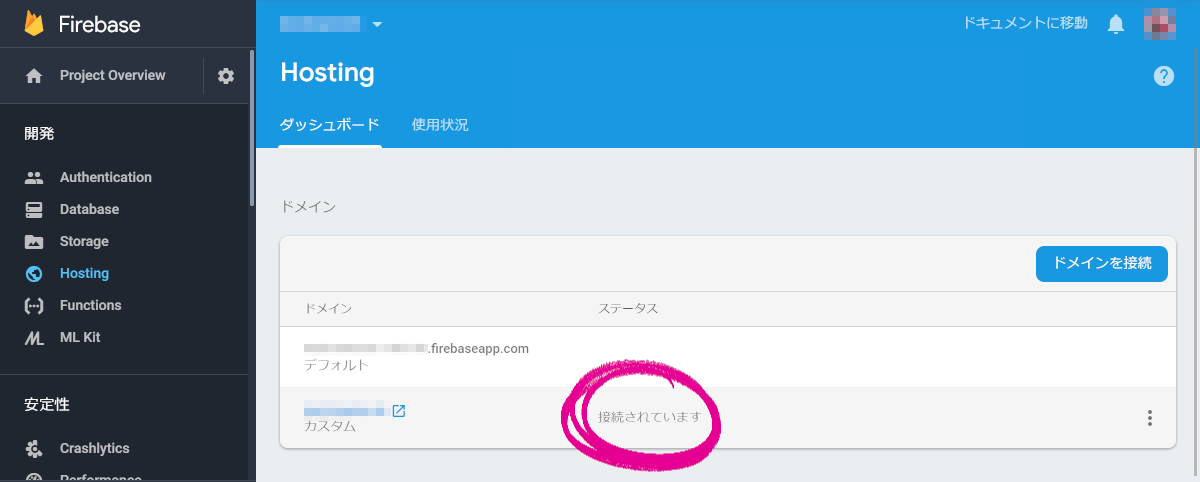 Firebase
ドキュメントに移動
Project Overview
Hosting
ダッシュボード
使用状況
開発
Authentication
Database
Storage
Hosting
Functions
ML Kit
安定性
Crashlytics
Performance
ドメイン
ドメインを接続
ドメイン
ステータス
.firebaseapp.com
デフォルト
接続されています
カスタム